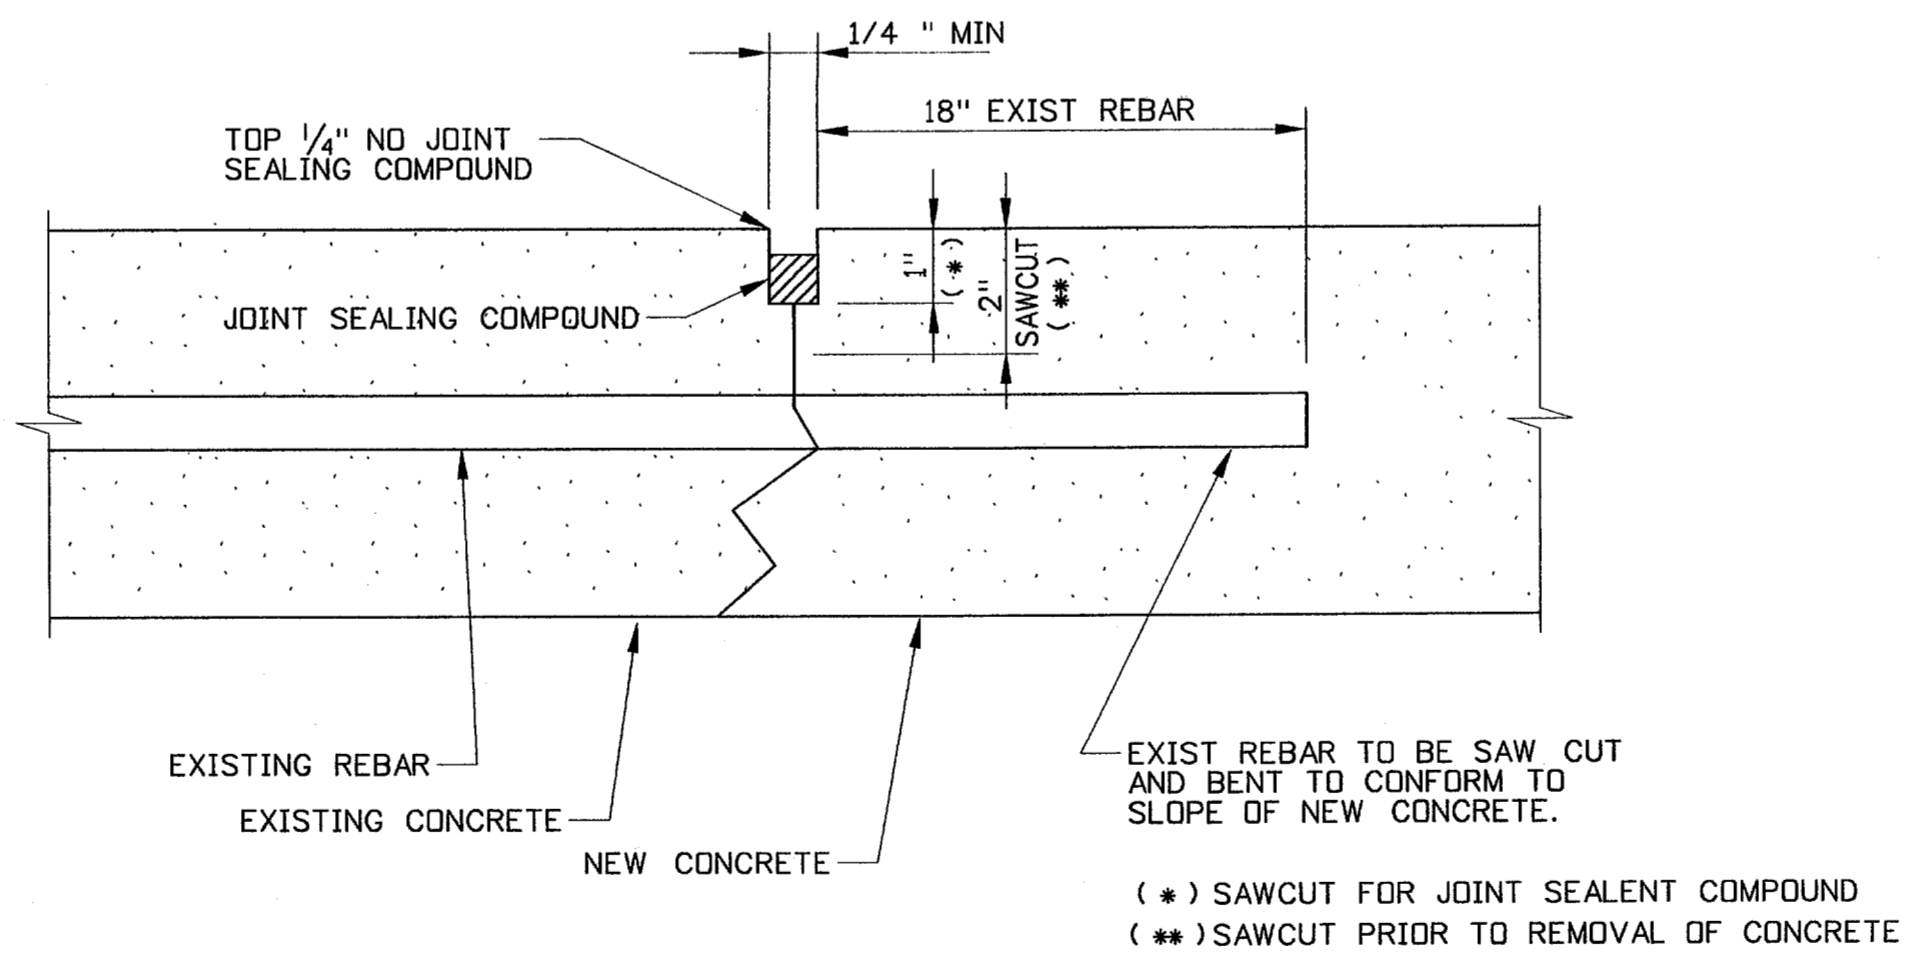 1/4 " MIN
18" EXIST REBAR
TOP 1/4" NO JOINT
SEALING COMPOUND
1"
(*)
2"
SAWCUT
(**)
JOINT SEALING COMPOUND
EXISTING REBAR
EXISTING CONCRETE
NEW CONCRETE
EXIST REBAR TO BE SAW CUT
AND BENT TO CONFORM TO
SLOPE OF NEW CONCRETE.
(*) SAWCUT FOR JOINT SEALENT COMPOUND
(**) SAWCUT PRIOR TO REMOVAL OF CONCRETE